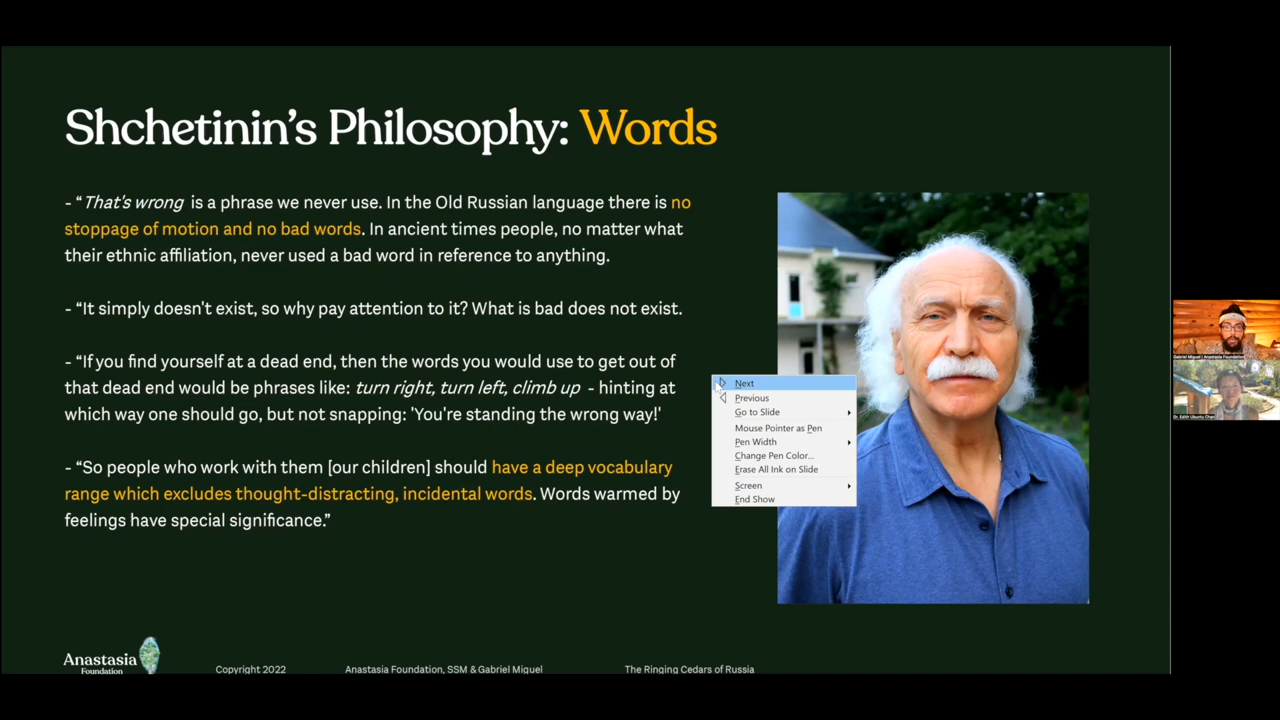 Shchetinin's Philosophy: Words
- “That's wrong is a phrase we never use. In the Old Russian language there is no
stoppage of motion and no bad words. In ancient times people, no matter what
their ethnic affiliation, never used a bad word in reference to anything.
- “It simply doesn't exist, so why pay attention to it? What is bad does not exist.
- “If you find yourself at a dead end, then the words you would use to get out of
that dead end would be phrases like: turn right, turn left, climb up - hinting at
which way one should go, but not snapping: 'You're standing the wrong way!'
- “So people who work with them [our children] should have a deep vocabulary
range which excludes thought-distracting, incidental words. Words warmed by
feelings have special significance.”
Next
Previous
Go to Slide
Mouse Pointer as Pen
Pen Width
Change Pen Color...
Erase All Ink on Slide
Screen
End Show
Gabriel Miguel | Anastasia Foundation
Dr. Edith Ubuntu Chan
Anastasia
Foundation
Copyright 2022
Anastasia Foundation, SSM & Gabriel Miguel
The Ringing Cedars of Russia